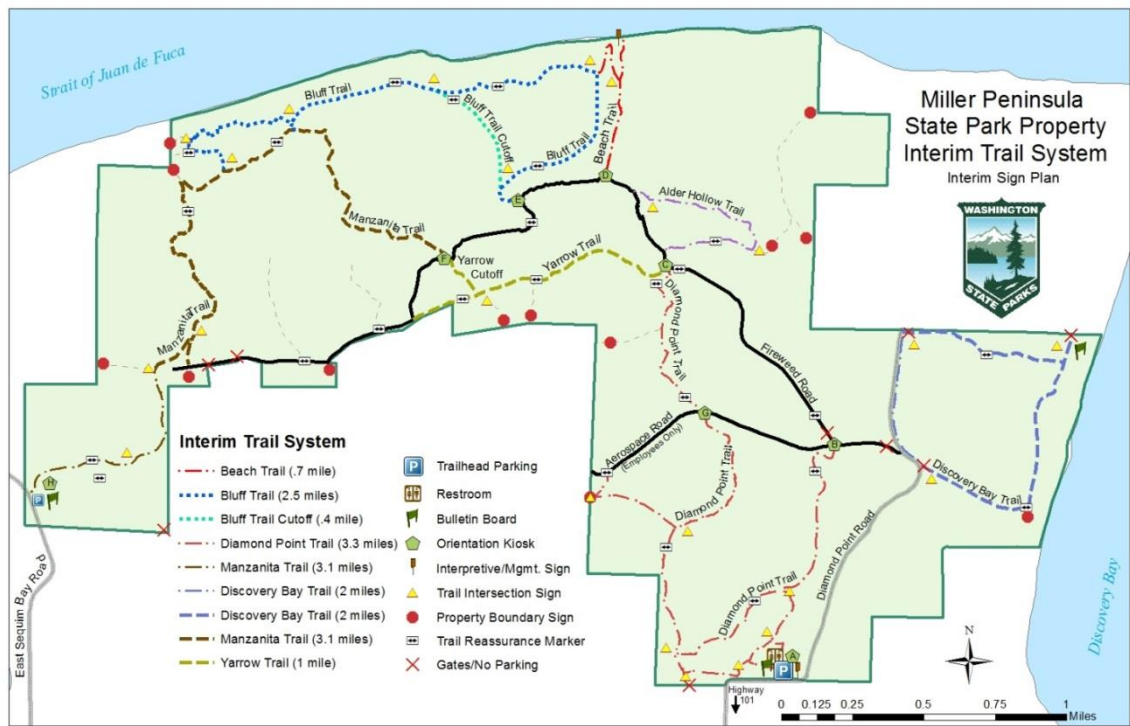 Strait of Juan de Fuca
Miller Peninsula
State Park Property
Interim Trail System
Interim Sign Plan
WASHINGTON
STATE PARKS
Bluff Trail
Bluff Trail Cutoff
Bluff Trail
Beach Trail
D
E
Alder Hollow Trail
Manzanita Trail
F
Yarrow
Cutoff
Yarrow Trail
C
Diamond Point Trail
Manzanita Trail
Manzanita Trail
Fireweed Road
Aerospace Road
(Employees Only)
G
B
Diamond Point Trail
Diamond Point Trail
Discovery Bay Trail
Diamond Point Road
Diamond Point Trail
Discovery Bay
H
P
East Sequim Bay Road
A
P
Highway
101
N
0 0.125 0.25 0.5 0.75 1
Miles
Interim Trail System
Beach Trail (.7 mile)
Bluff Trail (2.5 miles)
Bluff Trail Cutoff (.4 mile)
Diamond Point Trail (3.3 miles)
Manzanita Trail (3.1 miles)
Discovery Bay Trail (2 miles)
Discovery Bay Trail (2 miles)
Manzanita Trail (3.1 miles)
Yarrow Trail (1 mile)
P Trailhead Parking
Restroom
Bulletin Board
Orientation Kiosk
Interpretive/Mgmt. Sign
Trail Intersection Sign
Property Boundary Sign
Trail Reassurance Marker
Gates/No Parking